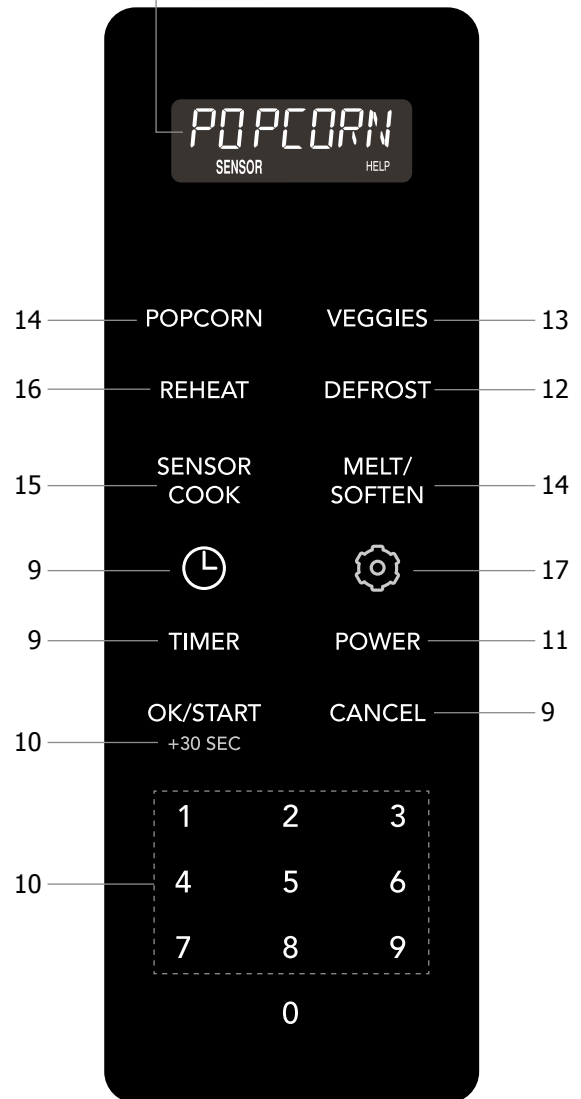 POPCORN
SENSOR HELP
14 POPCORN VEGGIES 13
16 REHEAT DEFROST 12
SENSOR MELT/
15 COOK SOFTEN 14
9 17
9 TIMER POWER 11
OK/START CANCEL 9
10 +30 SEC
1 2 3
10 4 5 6
7 8 9
0